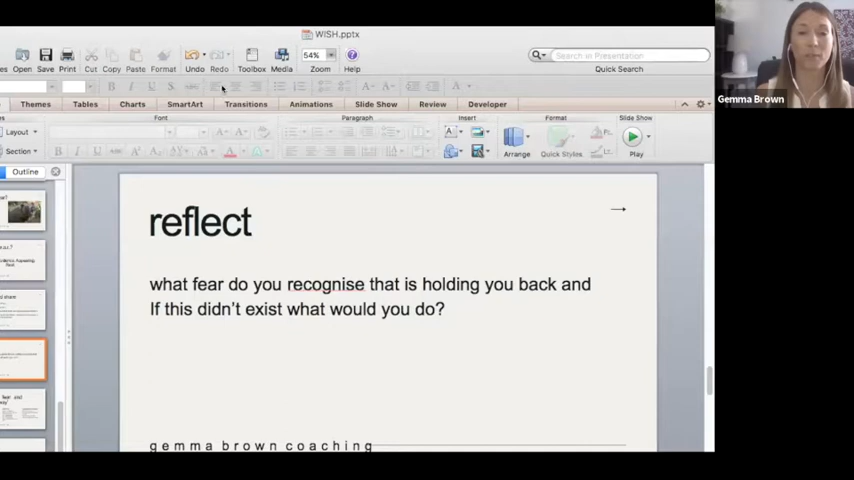 WISH.pptx
Open Save Print Cut Copy Paste Format Undo Redo Toolbox Media Zoom Help
54%
Search in Presentation
Quick Search
Themes Tables Charts SmartArt Transitions Animations Slide Show Review Developer
Font Paragraph Insert Format Slide Show
Layout
Section
Arrange Quick Styles Play
Outline
Gemma Brown
reflect
what fear do you recognise that is holding you back and
If this didn't exist what would you do?
gemma brown coaching